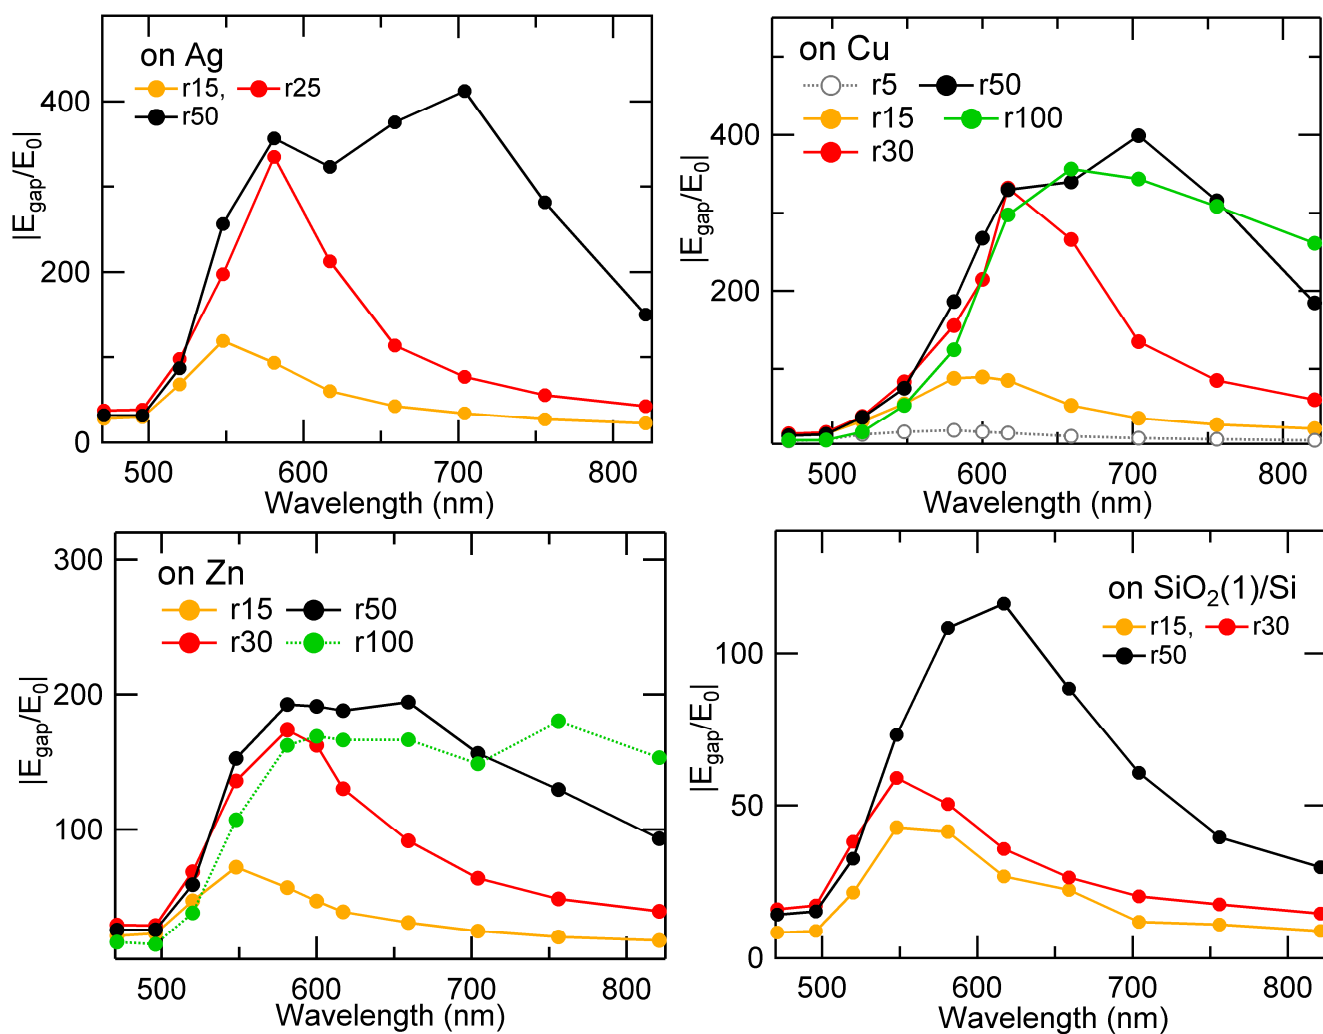 on Ag
r15, r25
r50
400
200
0
|E_gap/E_0|
500 600 700 800
Wavelength (nm)
on Cu
r5 r50
r15 r100
r30
400
200
|E_gap/E_0|
500 600 700 800
Wavelength (nm)
on Zn
r15 r50
r30 r100
300
200
100
|E_gap/E_0|
500 600 700 800
Wavelength (nm)
on SiO₂(1)/Si
r15, r30
r50
100
50
0
|E_gap/E_0|
500 600 700 800
Wavelength (nm)